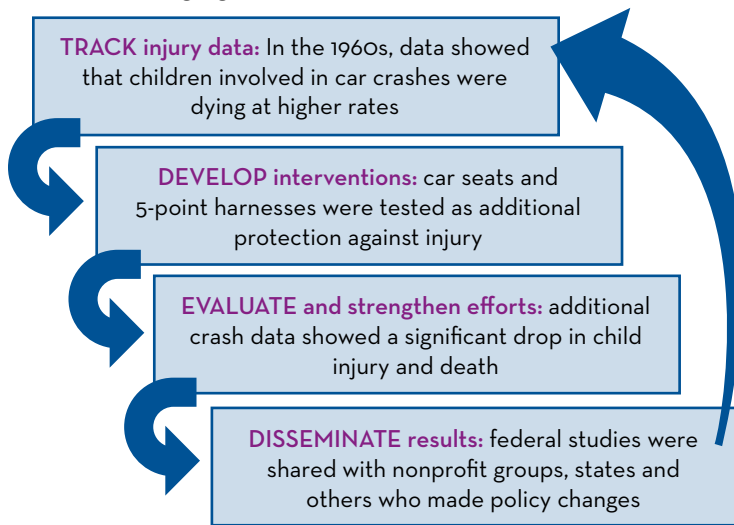 TRACK injury data: In the 1960s, data showed
that children involved in car crashes were
dying at higher rates
DEVELOP interventions: car seats and
5-point harnesses were tested as additional
protection against injury
EVALUATE and strengthen efforts: additional
crash data showed a significant drop in child
injury and death
DISSEMINATE results: federal studies were
shared with nonprofit groups, states and
others who made policy changes